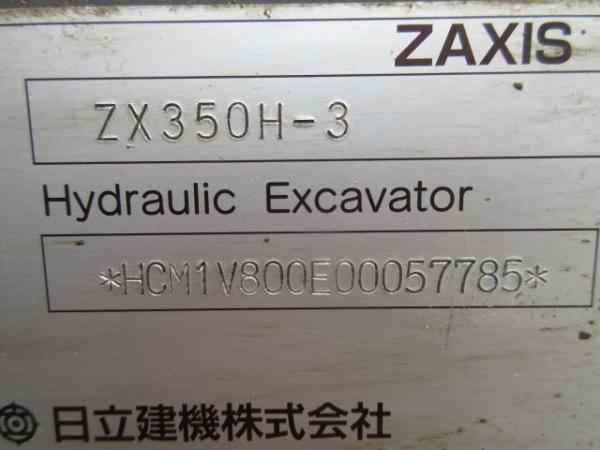 ZAXIS
ZX350H-3
Hydraulic Excavator
*HCM1V800E00057785*
日立建機株式会社